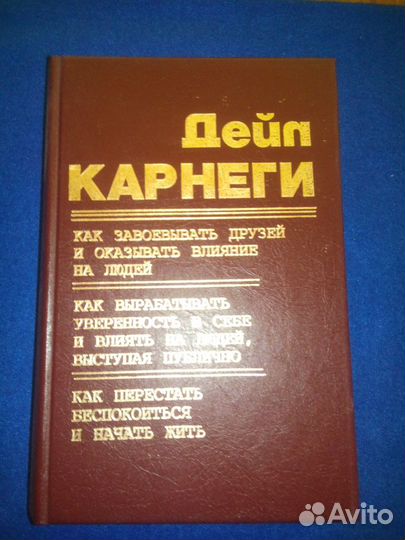 Дейл
КАРНЕГИ
КАК ЗАВОЕВЫВАТЬ ДРУЗЕЙ
И ОКАЗЫВАТЬ ВЛИЯНИЕ
НА ЛЮДЕЙ
КАК ВЫРАБАТЫВАТЬ
УВЕРЕННОСТЬ В СЕБЕ
И ВЛИЯТЬ НА ЛЮДЕЙ,
ВЫСТУПАЯ ПУБЛИЧНО
КАК ПЕРЕСТАТЬ
БЕСПОКОИТЬСЯ
И НАЧАТЬ ЖИТЬ
Avito